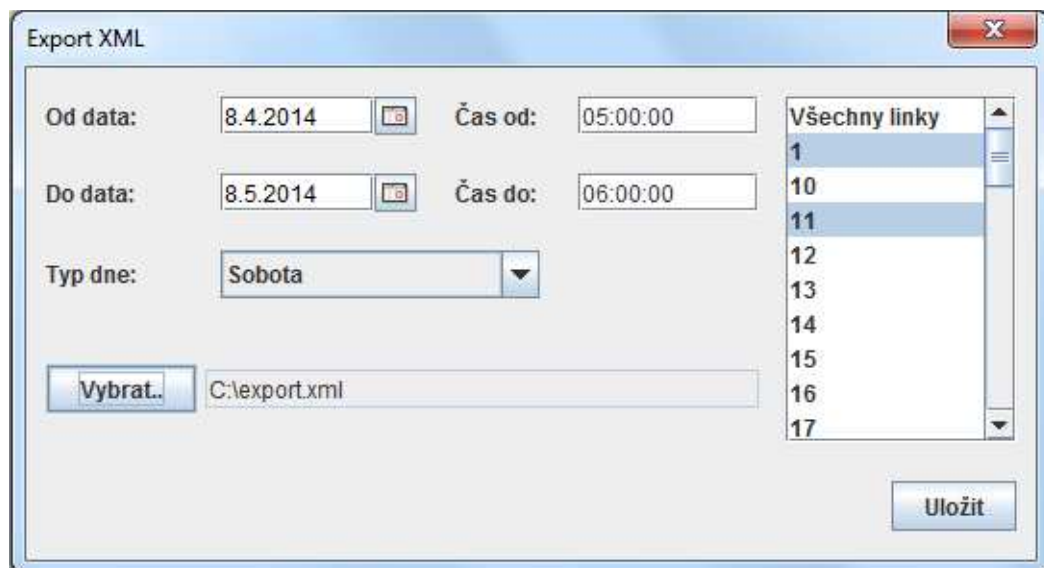 Export XML
Od data: 8.4.2014 Čas od: 05:00:00
Do data: 8.5.2014 Čas do: 06:00:00
Typ dne: Sobota
Vybrat.. C:\export.xml
Všechny linky
1
10
11
12
13
14
15
16
17
Uložit